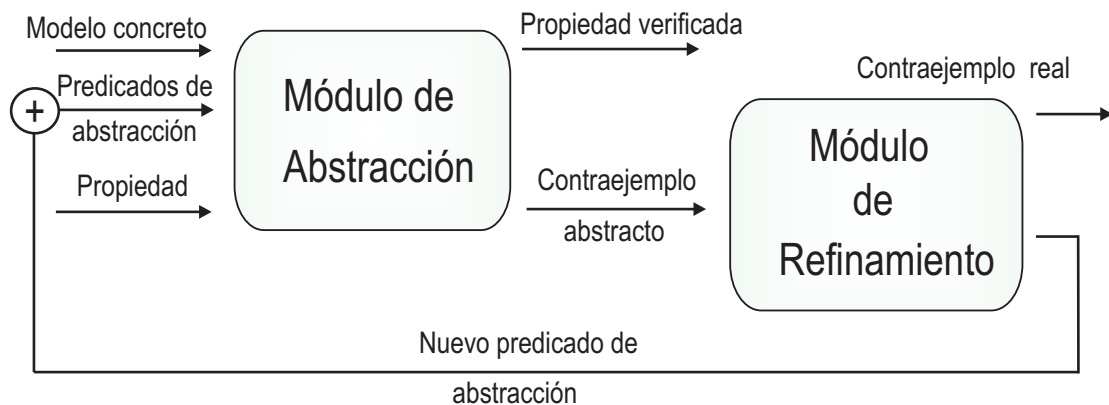 Modelo concreto
Propiedad verificada
Predicados de
abstracción
+
Propiedad
Módulo de
Abstracción
Contraejemplo
abstracto
Contraejemplo real
Módulo
de
Refinamiento
Nuevo predicado de
abstracción